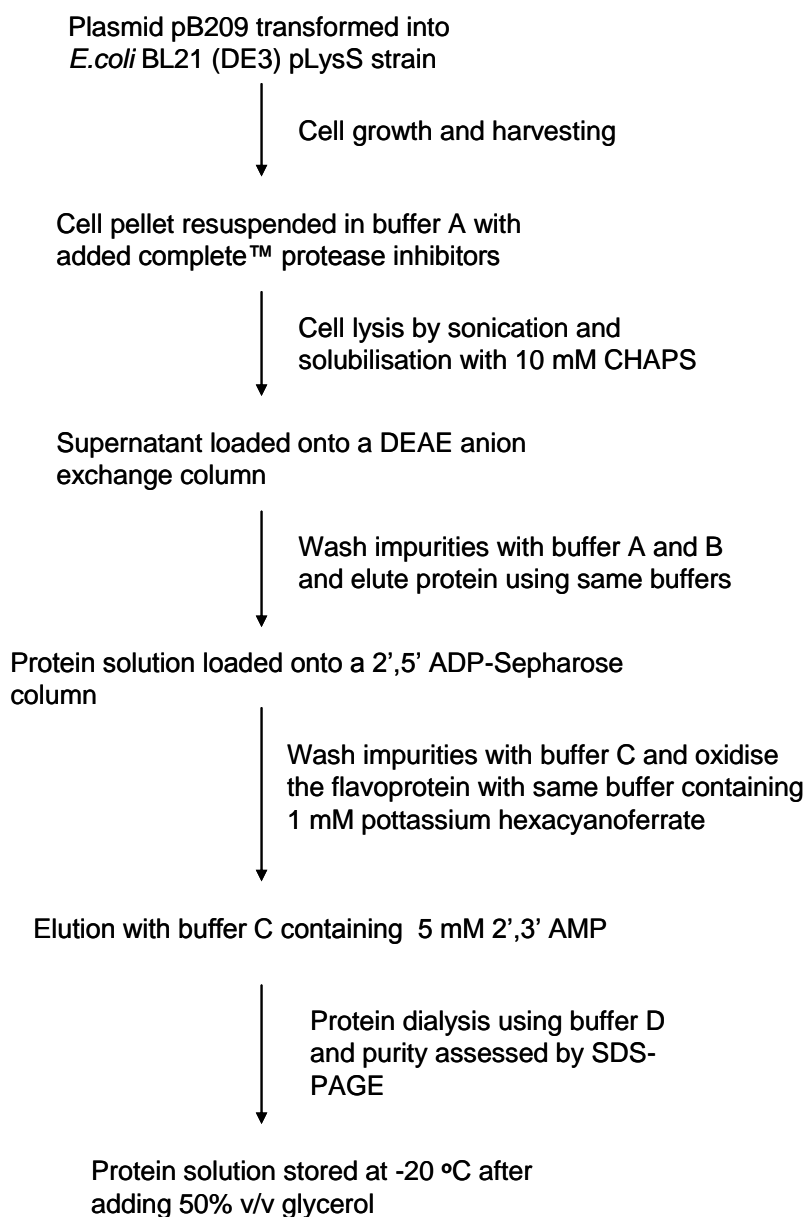 Plasmid pB209 transformed into
E.coli BL21 (DE3) pLysS strain
Cell growth and harvesting
Cell pellet resuspended in buffer A with
added complete™ protease inhibitors
Cell lysis by sonication and
solubilisation with 10 mM CHAPS
Supernatant loaded onto a DEAE anion
exchange column
Wash impurities with buffer A and B
and elute protein using same buffers
Protein solution loaded onto a 2',5' ADP-Sepharose
column
Wash impurities with buffer C and oxidise
the flavoprotein with same buffer containing
1 mM pottassium hexacyanoferrate
Elution with buffer C containing 5 mM 2',3' AMP
Protein dialysis using buffer D
and purity assessed by SDS-
PAGE
Protein solution stored at -20 ºC after
adding 50% v/v glycerol